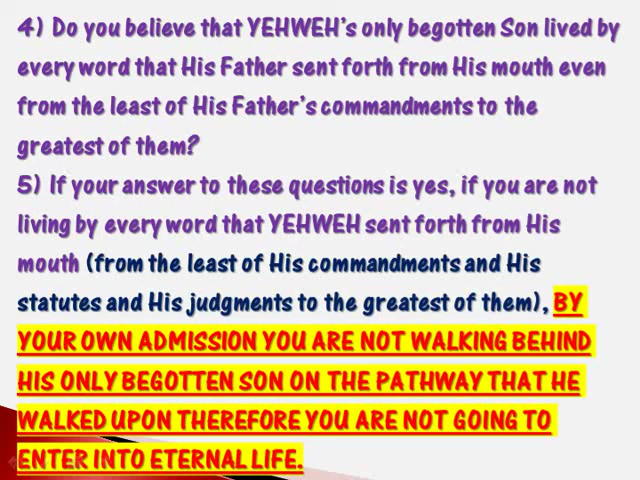 4) Do you believe that YEHWEH's only begotten Son lived by
every word that His Father sent forth from His mouth even
from the least of His Father's commandments to the
greatest of them?
5) If your answer to these questions is yes, if you are not
living by every word that YEHWEH sent forth from His
mouth (from the least of His commandments and His
statutes and His judgments to the greatest of them), BY
YOUR OWN ADMISSION YOU ARE NOT WALKING BEHIND
HIS ONLY BEGOTTEN SON ON THE PATHWAY THAT HE
WALKED UPON THEREFORE YOU ARE NOT GOING TO
ENTER INTO ETERNAL LIFE.